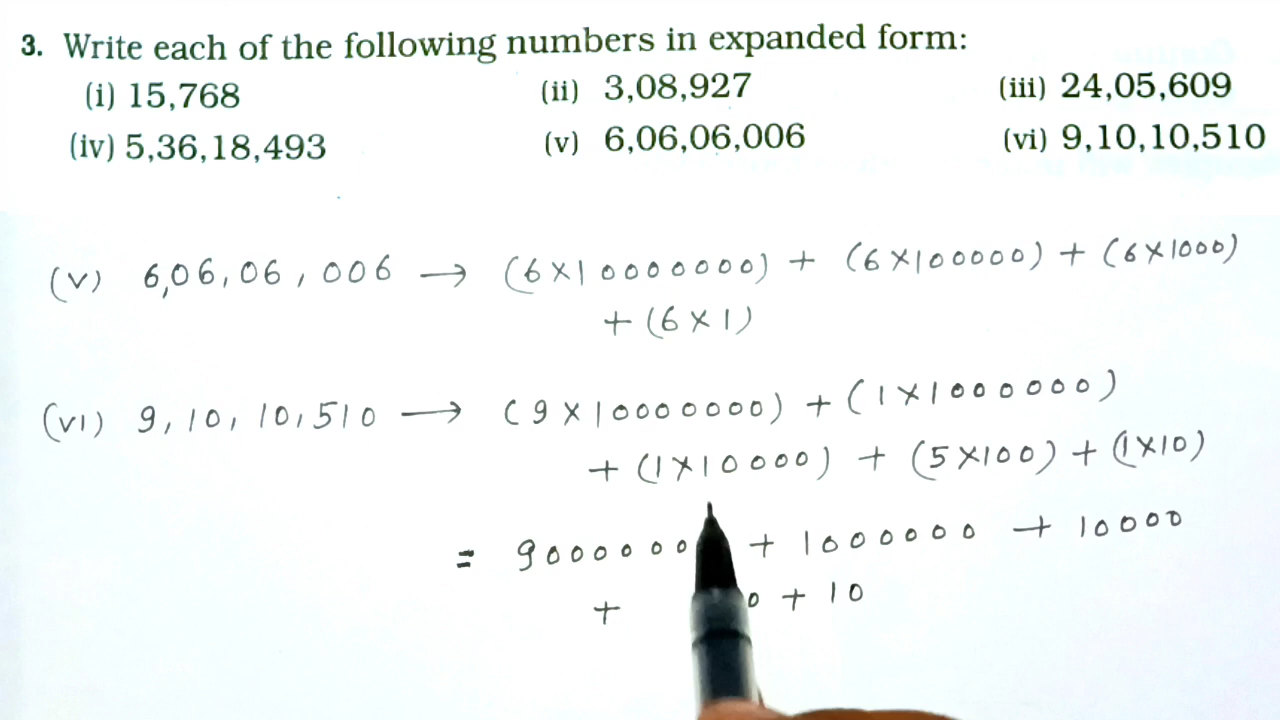 3. Write each of the following numbers in expanded form:
(i) 15,768 (ii) 3,08,927 (iii) 24,05,609
(iv) 5,36,18,493 (v) 6,06,06,006 (vi) 9,10,10,510
(v) 6,06,06,006 → (6×10000000) + (6×100000) + (6×1000)
+ (6×1)
(vi) 9,10,10,510 → (9×10000000) + (1×1000000)
+ (1×10000) + (5×100) + (1×10)
= 9000000 + 1000000 + 10000
+ 0 + 10